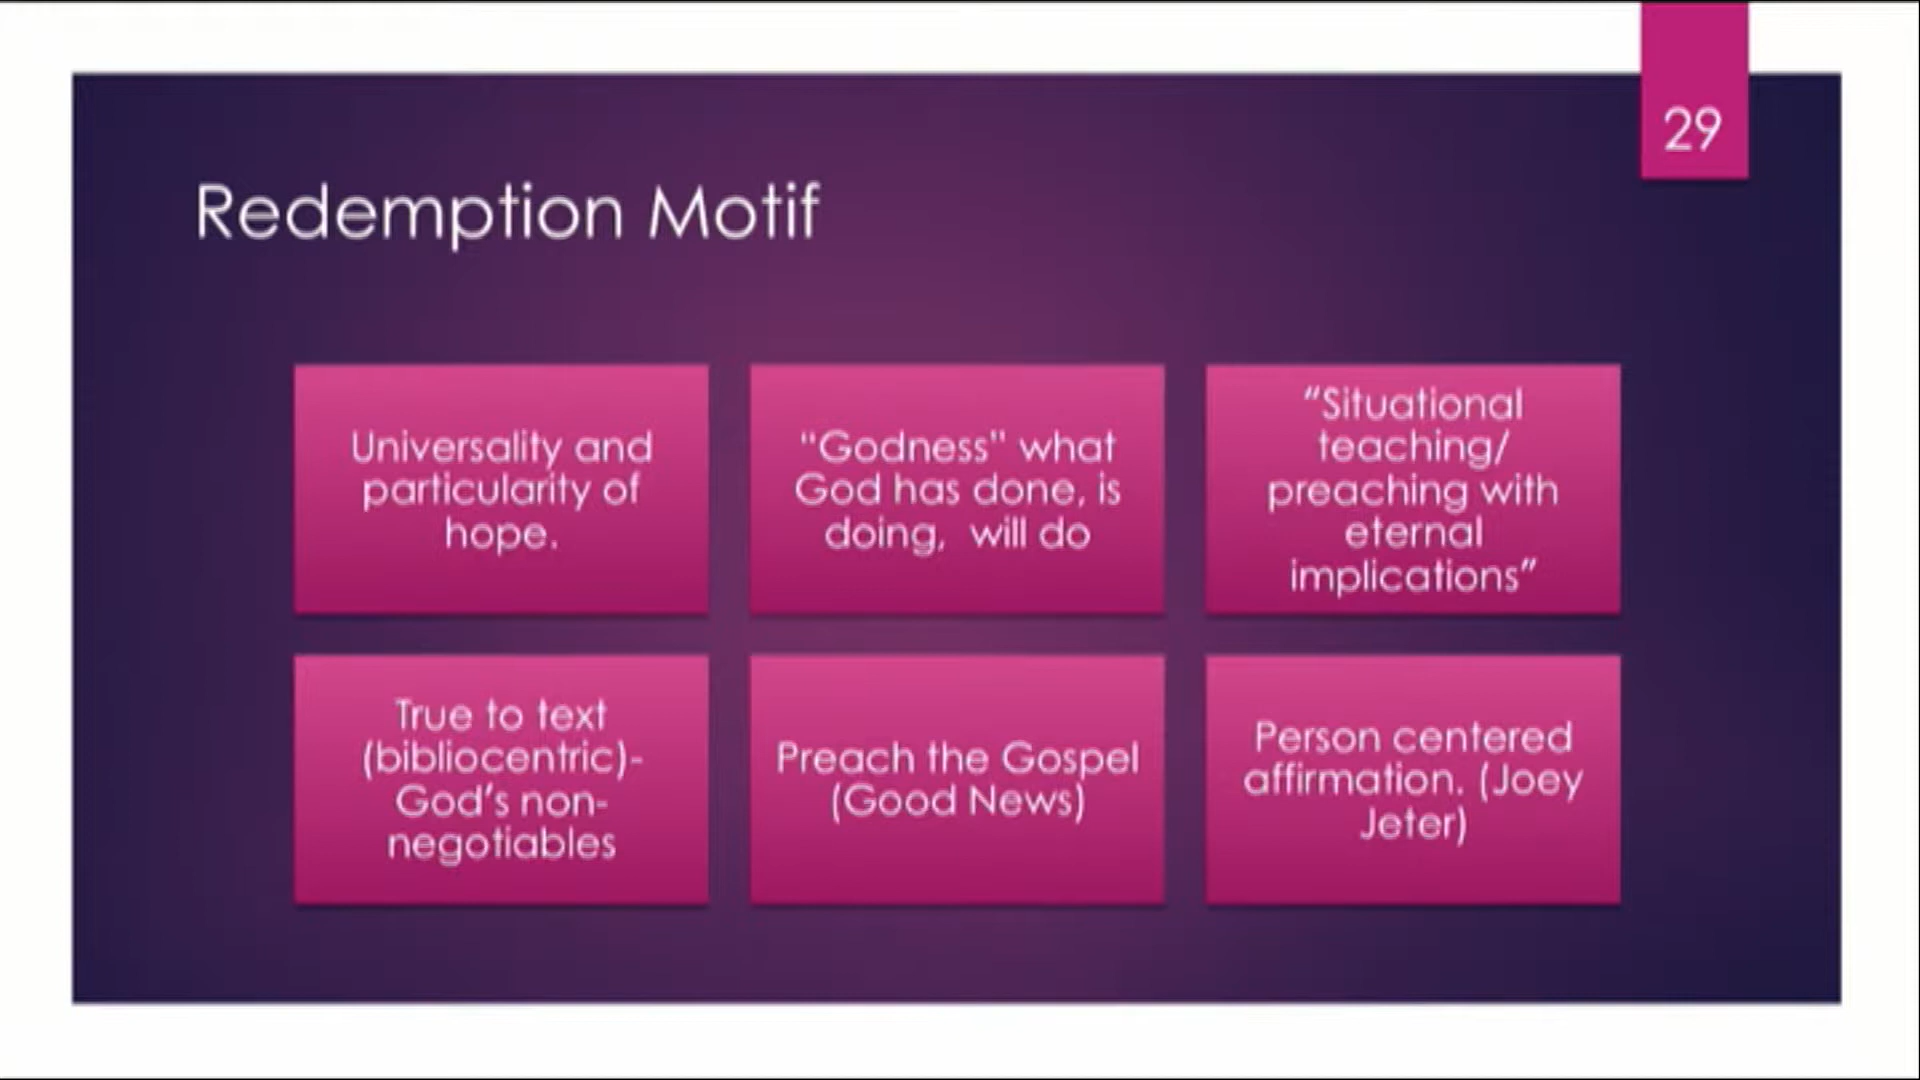 29
Redemption Motif
Universality and
particularity of
hope.
"Godness" what
God has done, is
doing,  will do
“Situational
teaching/
preaching with
eternal
implications”
True to text
(bibliocentric)-
God’s non-
negotiables
Preach the Gospel
(Good News)
Person centered
affirmation. (Joey
Jeter)